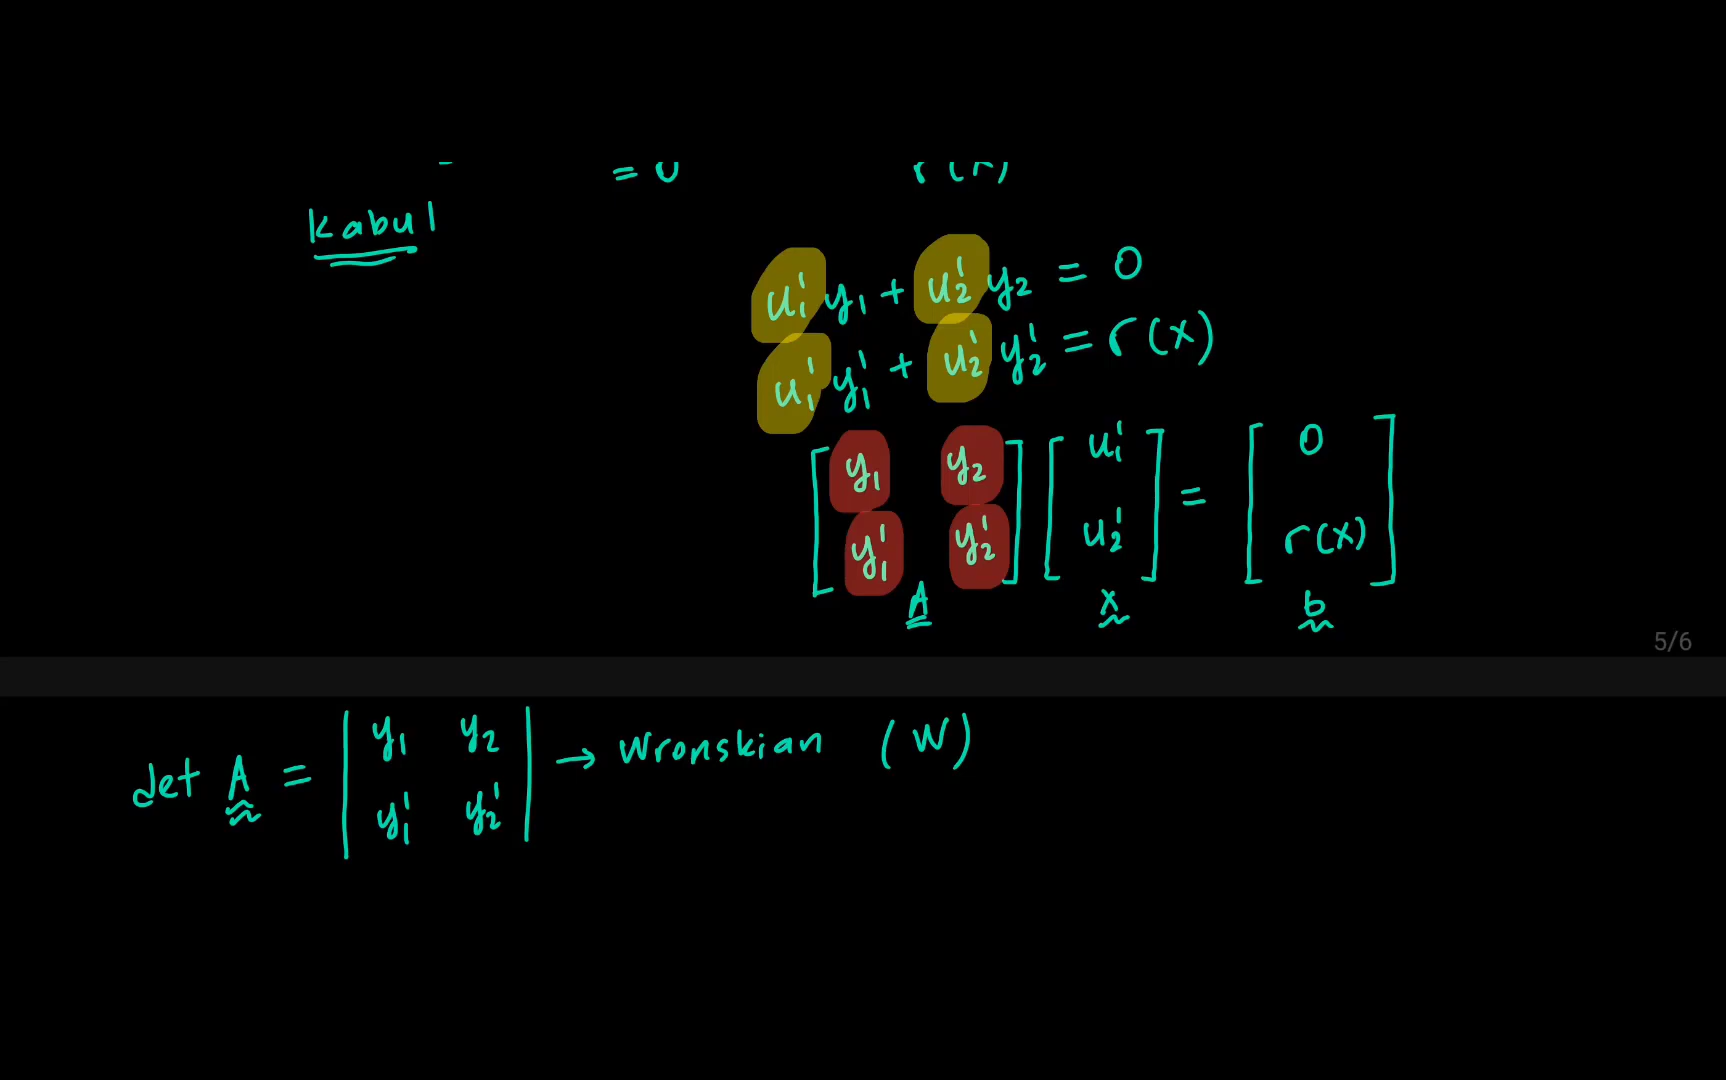 = 0 r(x)
Kabul
u₁' y₁ + u₂' y₂ = 0
u₁' y₁' + u₂' y₂' = r(x)
[ y₁ y₂ ] [ u₁' ] = [ 0 ]
[ y₁' y₂' ] [ u₂' ] [ r(x) ]
A x b
5/6
det A = | y₁ y₂ | → Wronskian (W)
| y₁' y₂' |